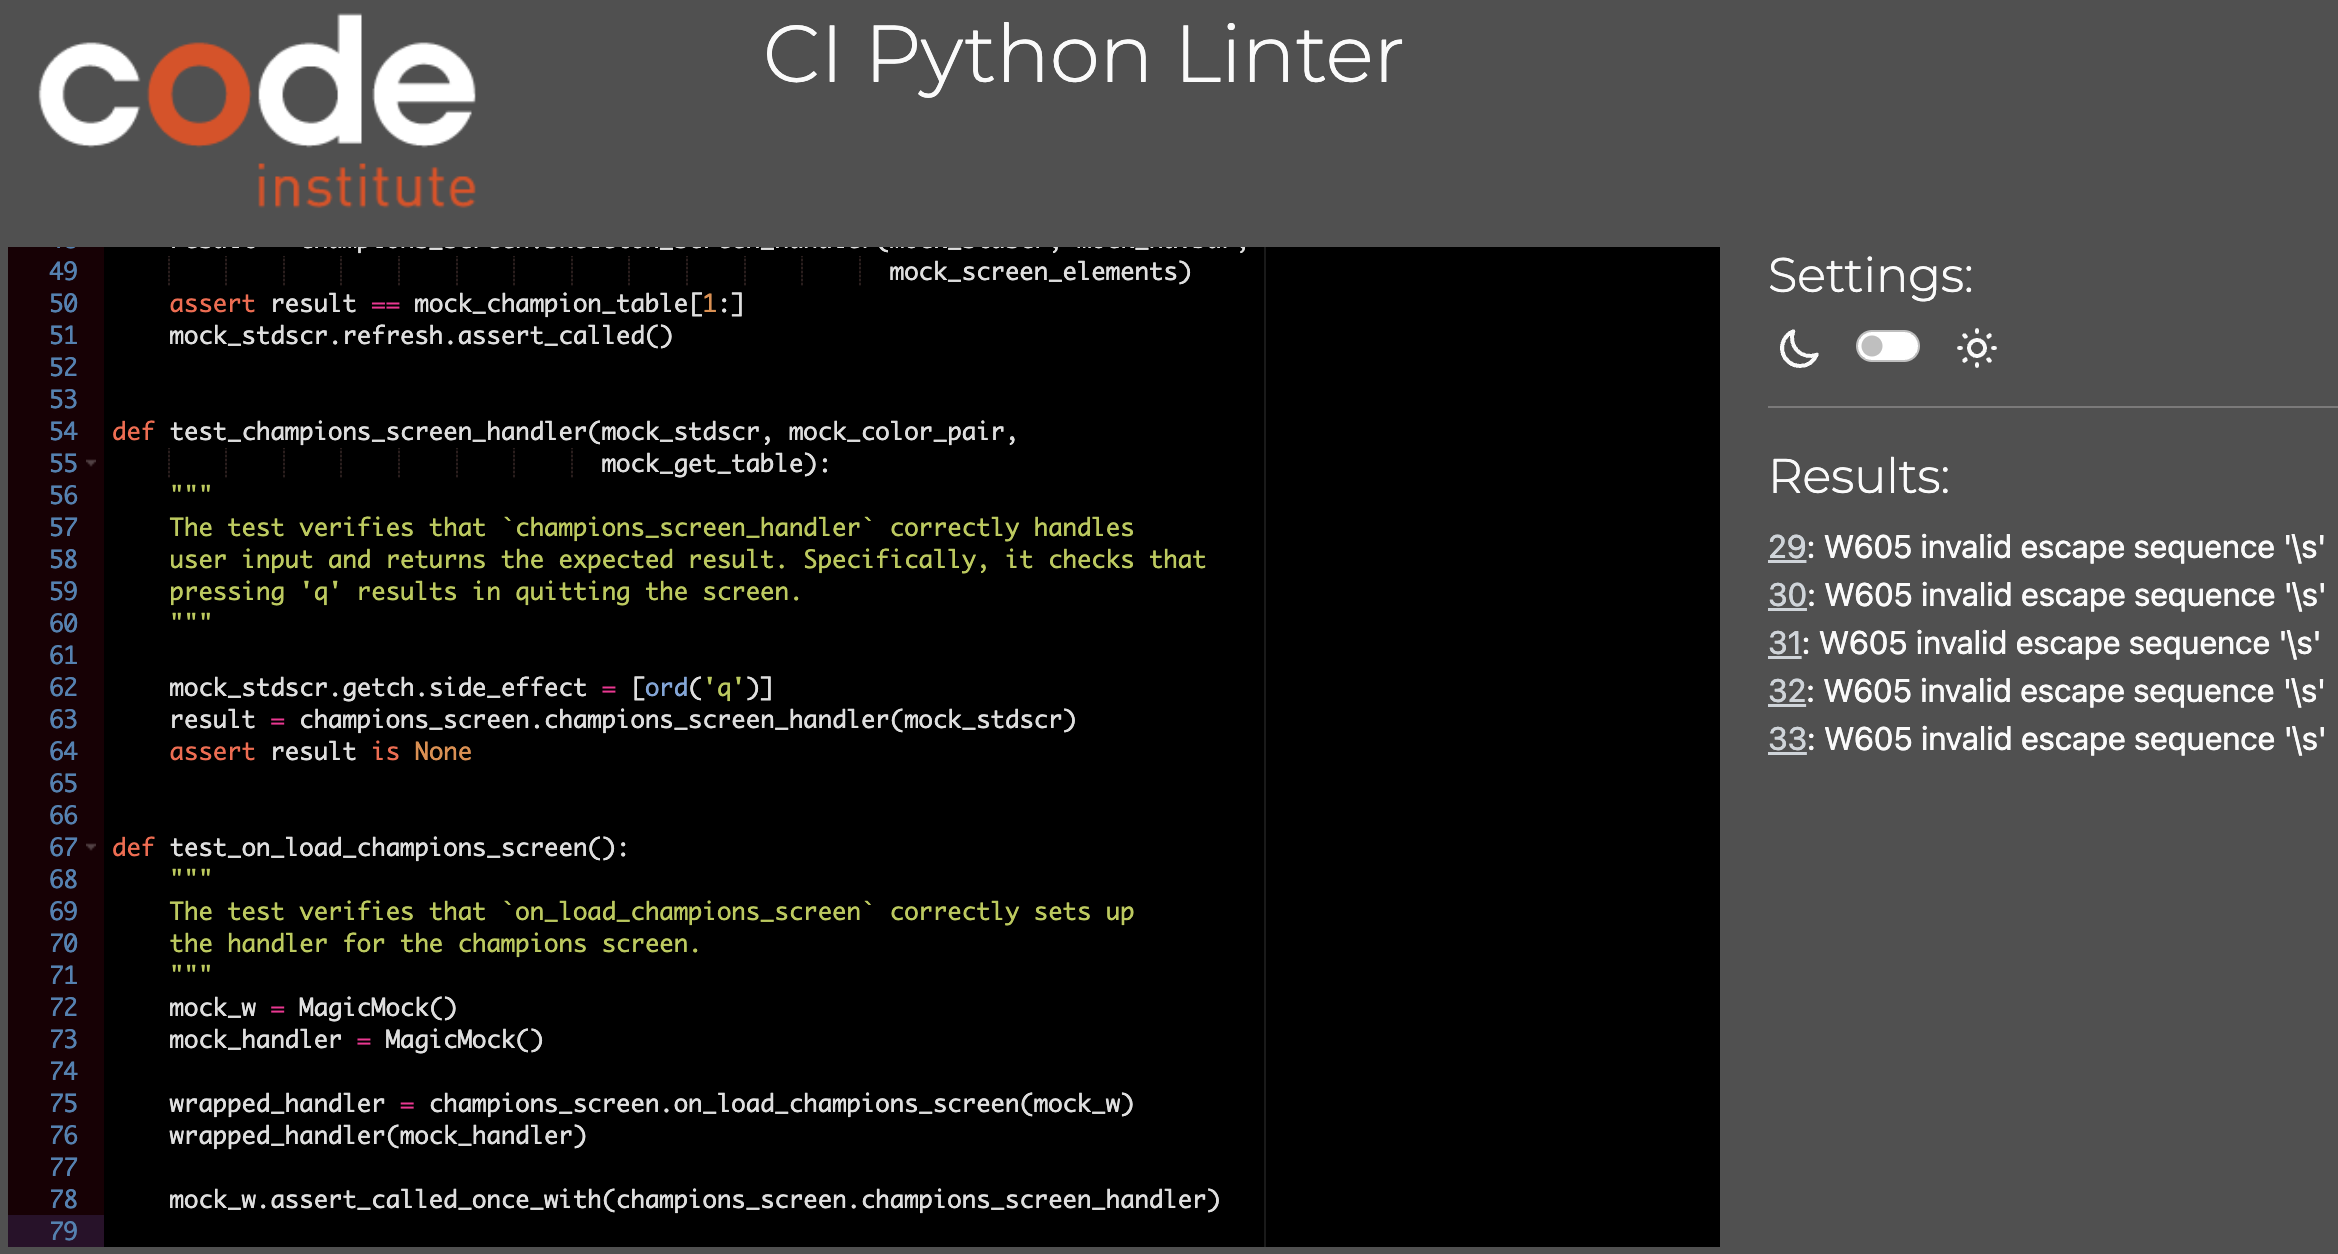 code
institute
CI Python Linter
49 mock_screen_elements)
50 assert result == mock_champion_table[1:]
51 mock_stdscr.refresh.assert_called()
52
53
54 def test_champions_screen_handler(mock_stdscr, mock_color_pair,
55 mock_get_table):
56 """
57 The test verifies that `champions_screen_handler` correctly handles
58 user input and returns the expected result. Specifically, it checks that
59 pressing 'q' results in quitting the screen.
60 """
61
62 mock_stdscr.getch.side_effect = [ord('q')]
63 result = champions_screen.champions_screen_handler(mock_stdscr)
64 assert result is None
65
66
67 def test_on_load_champions_screen():
68 """
69 The test verifies that `on_load_champions_screen` correctly sets up
70 the handler for the champions screen.
71 """
72 mock_w = MagicMock()
73 mock_handler = MagicMock()
74
75 wrapped_handler = champions_screen.on_load_champions_screen(mock_w)
76 wrapped_handler(mock_handler)
77
78 mock_w.assert_called_once_with(champions_screen.champions_screen_handler)
79
Settings:
Results:
29: W605 invalid escape sequence '\s'
30: W605 invalid escape sequence '\s'
31: W605 invalid escape sequence '\s'
32: W605 invalid escape sequence '\s'
33: W605 invalid escape sequence '\s'